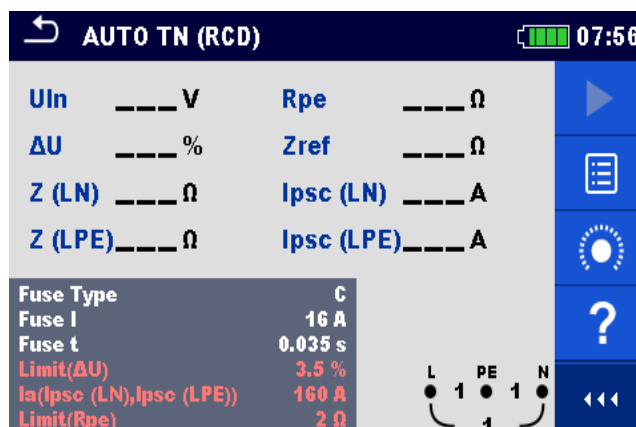 AUTO TN (RCD) 07:56
Uln ___V Rpe ___Ω
ΔU ___% Zref ___Ω
Z (LN) ___Ω Ipsc (LN) ___A
Z (LPE)___Ω Ipsc (LPE)___A
Fuse Type C
Fuse I 16 A
Fuse t 0.035 s
Limit(ΔU) 3.5 %
Ia(Ipsc (LN),Ipsc (LPE)) 160 A
Limit(Rpe) 2 Ω
?
L PE N
1 1
1